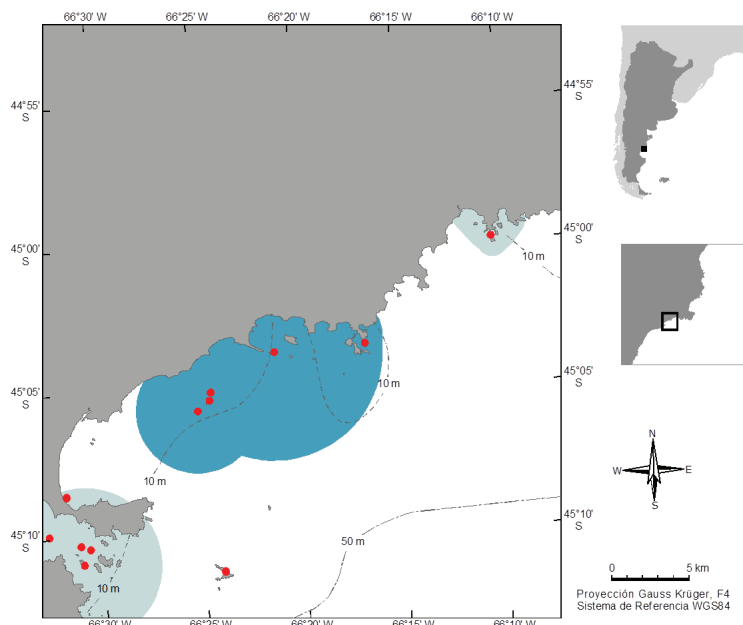 66°30' W 66°25' W 66°20' W 66°15' W 66°10' W
44°55'
S
44°55'
S
45°00'
S
45°00'
S
10 m
45°05'
S
45°05'
S
10 m
10 m
45°10'
S
45°10'
S
50 m
10 m
66°30' W 66°25' W 66°20' W 66°15' W 66°10' W
N
W E
S
0 5 km
Proyección Gauss Krüger, F4
Sistema de Referencia WGS84